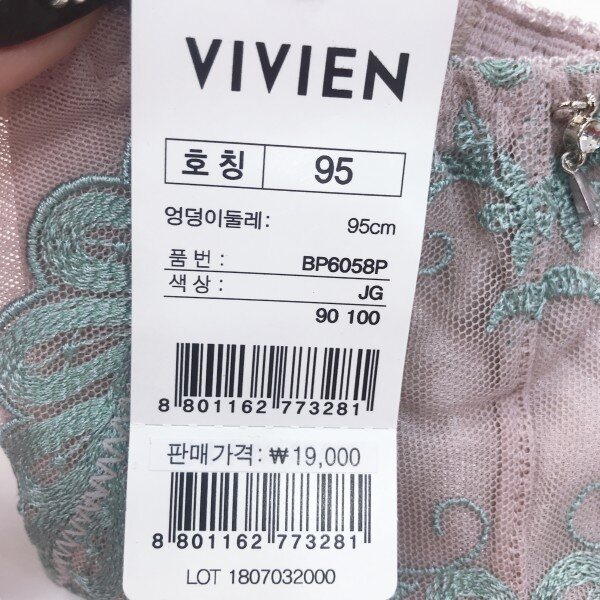 VIVIEN
호칭 95
엉덩이둘레: 95cm
품번: BP6058P
색상: JG
90 100
8 801162 773281
판매가격: ₩19,000
8 801162 773281
LOT 1807032000